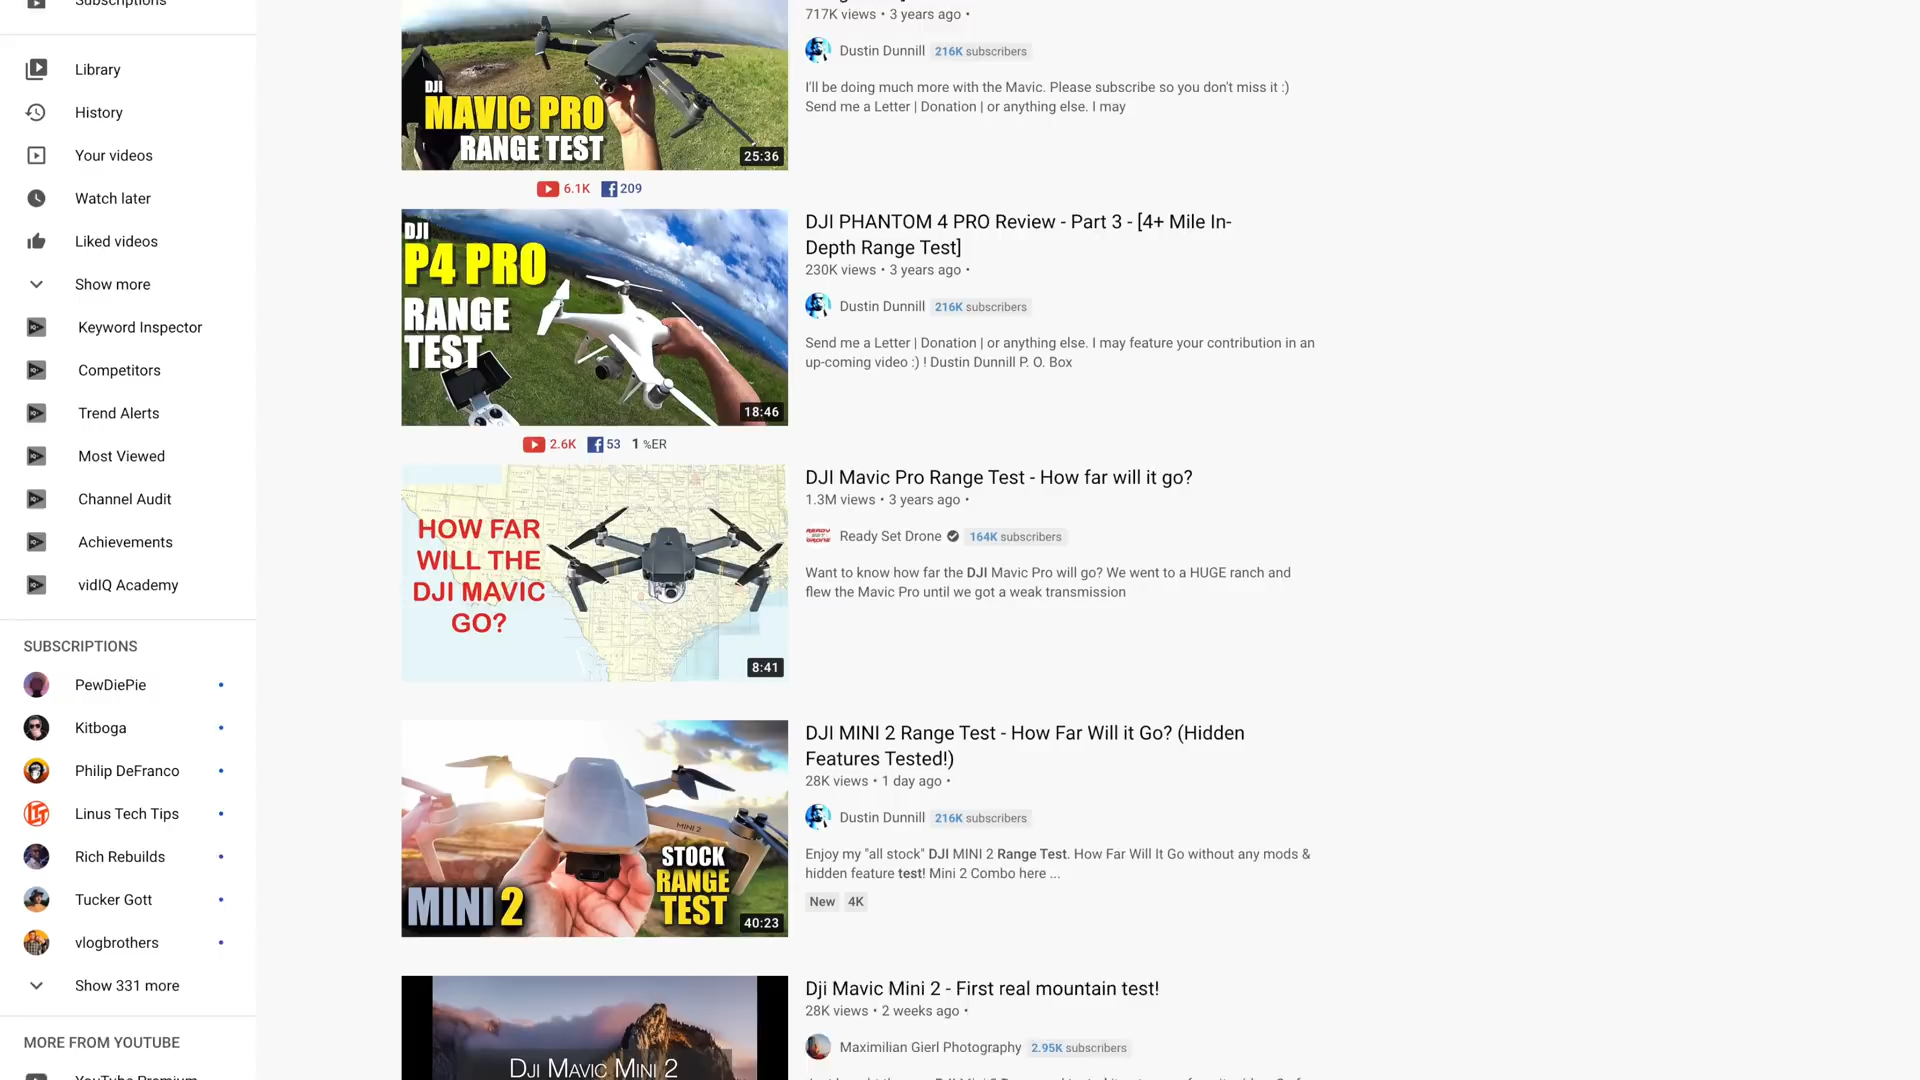 Subscriptions
Library
History
Your videos
Watch later
Liked videos
Show more
Keyword Inspector
Competitors
Trend Alerts
Most Viewed
Channel Audit
Achievements
vidIQ Academy
SUBSCRIPTIONS
PewDiePie
Kitboga
Philip DeFranco
Linus Tech Tips
Rich Rebuilds
Tucker Gott
vlogbrothers
Show 331 more
MORE FROM YOUTUBE
YouTube Premium
DJI
MAVIC PRO
RANGE TEST
25:36
717K views • 3 years ago •
Dustin Dunnill 216K subscribers
I'll be doing much more with the Mavic. Please subscribe so you don't miss it :)
Send me a Letter | Donation | or anything else. I may
6.1K 209
DJI
P4 PRO
RANGE
TEST
18:46
DJI PHANTOM 4 PRO Review - Part 3 - [4+ Mile In-
Depth Range Test]
230K views • 3 years ago •
Dustin Dunnill 216K subscribers
Send me a Letter | Donation | or anything else. I may feature your contribution in an
up-coming video :) ! Dustin Dunnill P. O. Box
2.6K 53 1 %ER
HOW FAR
WILL THE
DJI MAVIC
GO?
8:41
DJI Mavic Pro Range Test - How far will it go?
1.3M views • 3 years ago •
Ready Set Drone 164K subscribers
Want to know how far the DJI Mavic Pro will go? We went to a HUGE ranch and
flew the Mavic Pro until we got a weak transmission
MINI 2
STOCK
RANGE
TEST
MINI 2
40:23
DJI MINI 2 Range Test - How Far Will it Go? (Hidden
Features Tested!)
28K views • 1 day ago •
Dustin Dunnill 216K subscribers
Enjoy my "all stock" DJI MINI 2 Range Test. How Far Will It Go without any mods &
hidden feature test! Mini 2 Combo here ...
New 4K
DJI MAVIC MINI 2
Dji Mavic Mini 2 - First real mountain test!
28K views • 2 weeks ago •
Maximilian Gierl Photography 2.95K subscribers